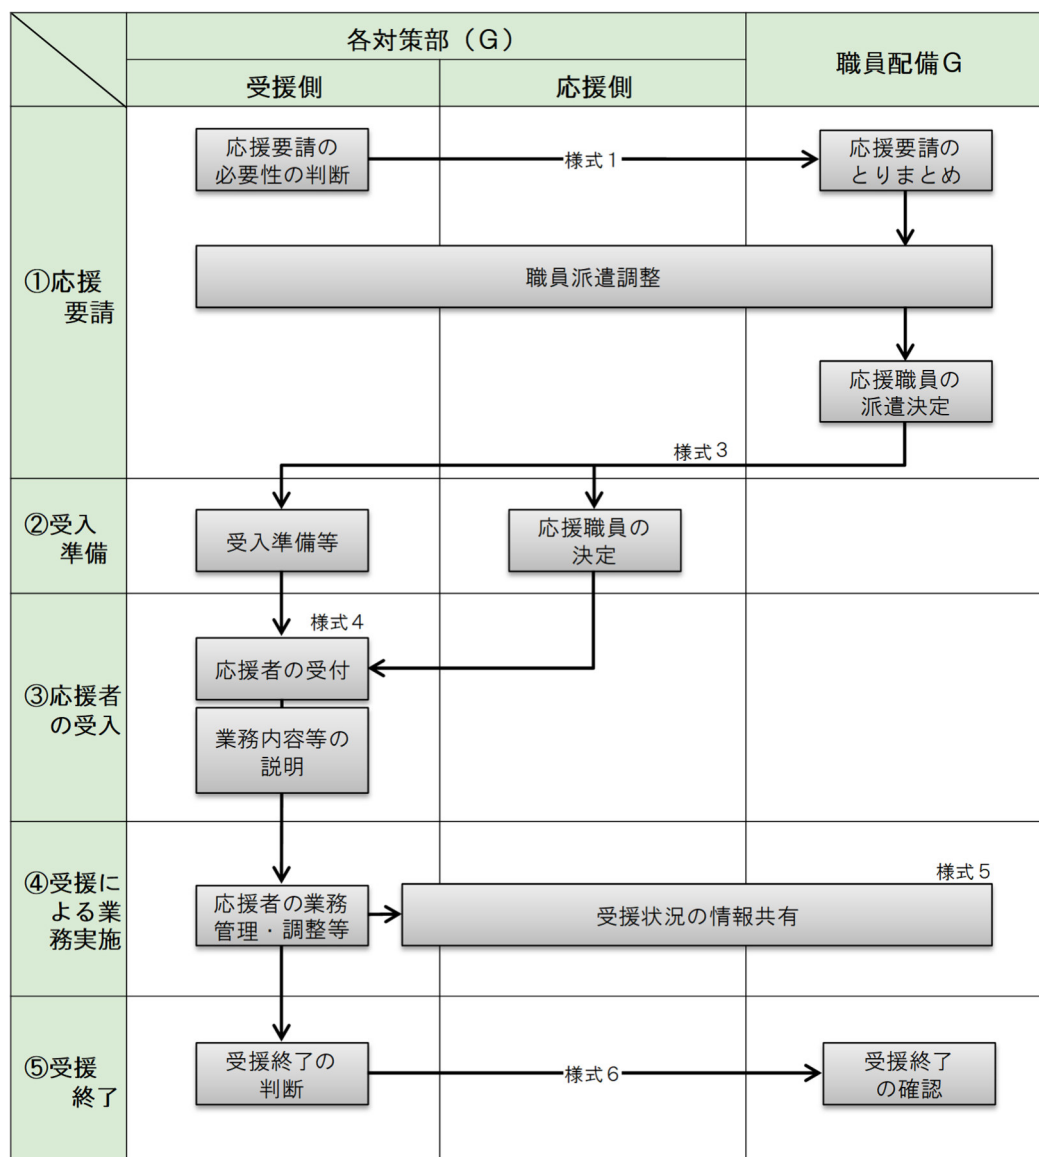 各対策部（G）
受援側
応援側
職員配備G
①応援
要請
応援要請の
必要性の判断
様式1
応援要請の
とりまとめ
職員派遣調整
応援職員の
派遣決定
様式3
②受入
準備
受入準備等
応援職員の
決定
③応援者
の受入
様式4
応援者の受付
業務内容等の
説明
④受援に
よる業
務実施
応援者の業務
管理・調整等
様式5
受援状況の情報共有
⑤受援
終了
受援終了の
判断
様式6
受援終了
の確認